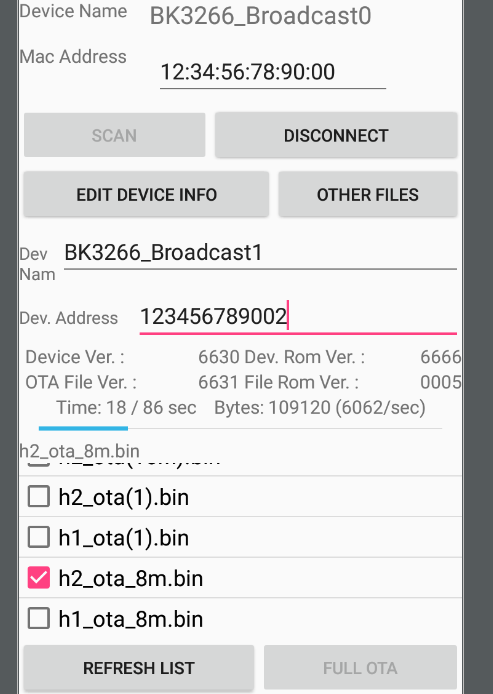 Device Name BK3266_Broadcast0
Mac Address 12:34:56:78:90:00
SCAN DISCONNECT
EDIT DEVICE INFO OTHER FILES
Dev Nam BK3266_Broadcast1
Dev. Address 123456789002
Device Ver. : 6630 Dev. Rom Ver. : 6666
OTA File Ver. : 6631 File Rom Ver. : 0005
Time: 18 / 86 sec Bytes: 109120 (6062/sec)
h2_ota_8m.bin
h2_ota(1).bin
h1_ota(1).bin
h2_ota_8m.bin
h1_ota_8m.bin
REFRESH LIST FULL OTA